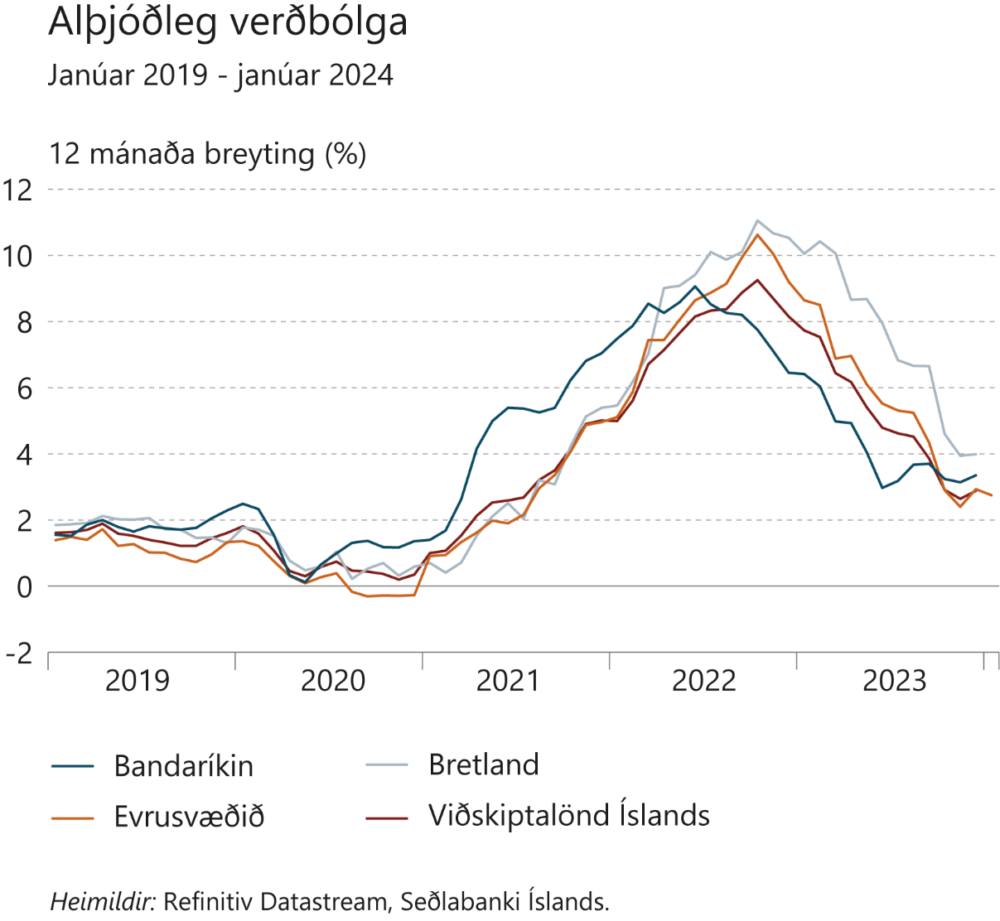 Alþjóðleg verðbólga
Janúar 2019 - janúar 2024
12 mánaða breyting (%)
12
10
8
6
4
2
0
-2
2019 2020 2021 2022 2023
Bandaríkin Bretland
Evrusvæðið Viðskiptalönd Íslands
Heimildir: Refinitiv Datastream, Seðlabanki Íslands.